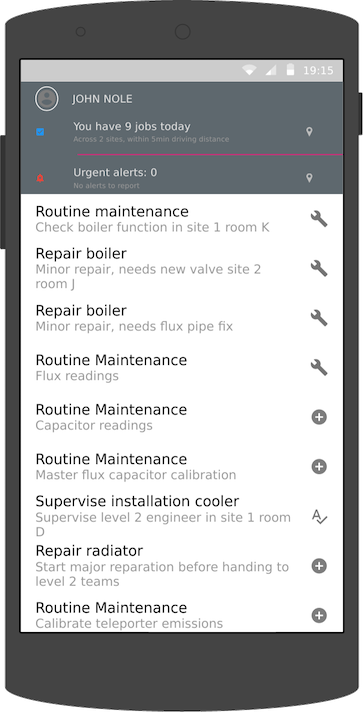 19:15
JOHN NOLE
You have 9 jobs today
Across 2 sites, within 5min driving distance
Urgent alerts: 0
No alerts to report
Routine maintenance
Check boiler function in site 1 room K
Repair boiler
Minor repair, needs new valve site 2
room J
Repair boiler
Minor repair, needs flux pipe fix
Routine Maintenance
Flux readings
Routine Maintenance
Capacitor readings
Routine Maintenance
Master flux capacitor calibration
Supervise installation cooler
Supervise level 2 engineer in site 1 room
D
Repair radiator
Start major reparation before handing to
level 2 teams
Routine Maintenance
Calibrate teleporter emissions